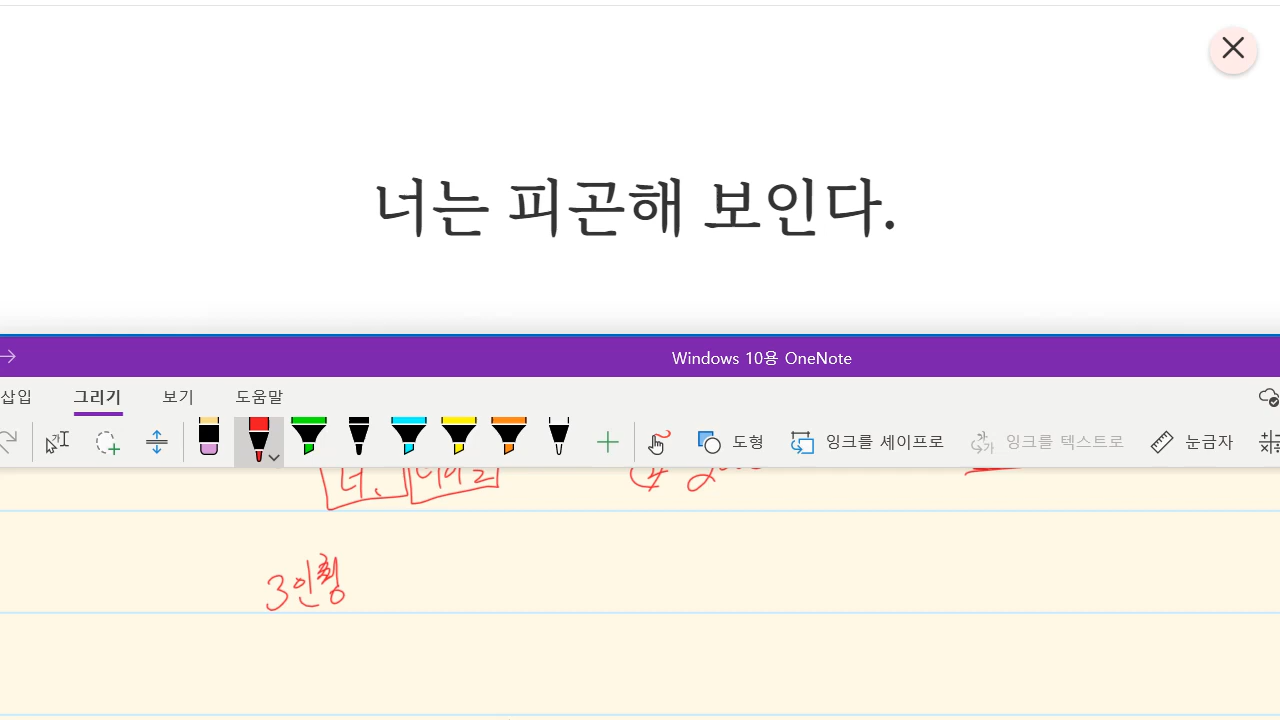 너는 피곤해 보인다.
Windows 10용 OneNote
삽입 그리기 보기 도움말
도형 잉크를 셰이프로 잉크를 텍스트로 눈금자
3인칭